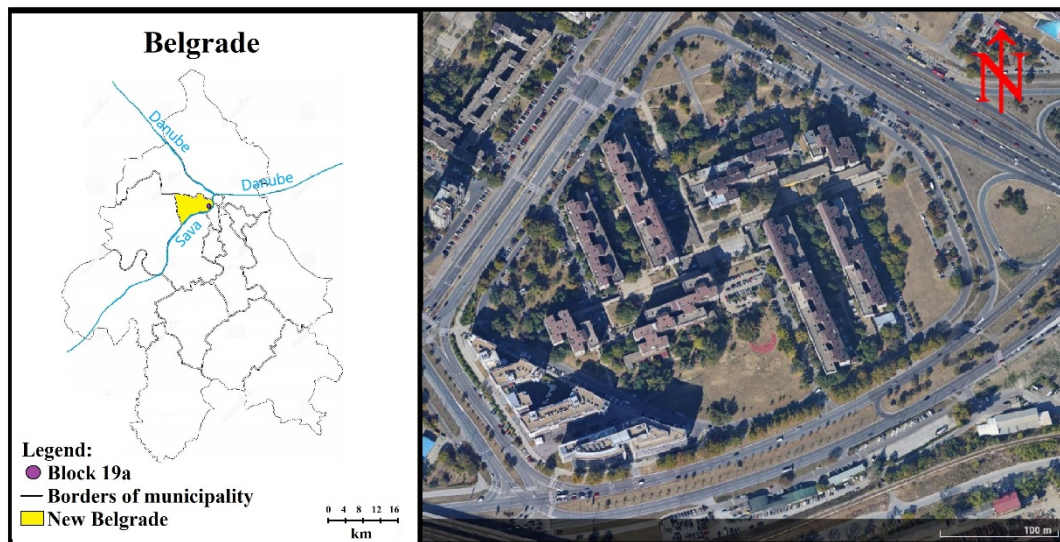 Belgrade
Danube
Danube
Sava
Legend:
Block 19a
Borders of municipality
New Belgrade
0 4 8 12 16
km
N
100 m